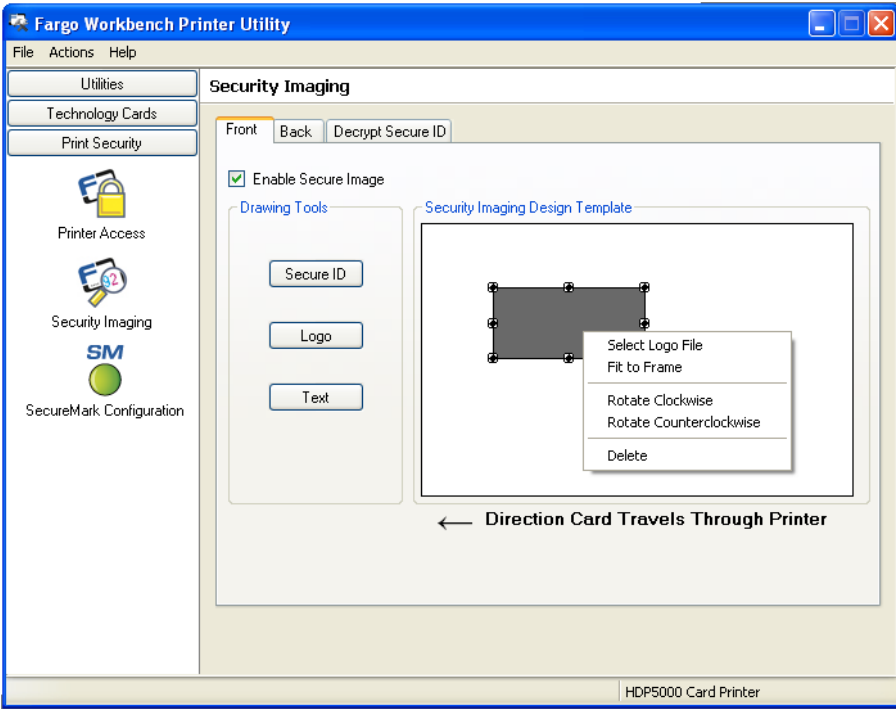 Fargo Workbench Printer Utility
File Actions Help
Utilities
Technology Cards
Print Security
Printer Access
Security Imaging
SM
SecureMark Configuration
Security Imaging
Front Back Decrypt Secure ID
Enable Secure Image
Drawing Tools
Secure ID
Logo
Text
Security Imaging Design Template
Select Logo File
Fit to Frame
Rotate Clockwise
Rotate Counterclockwise
Delete
← Direction Card Travels Through Printer
HDP5000 Card Printer